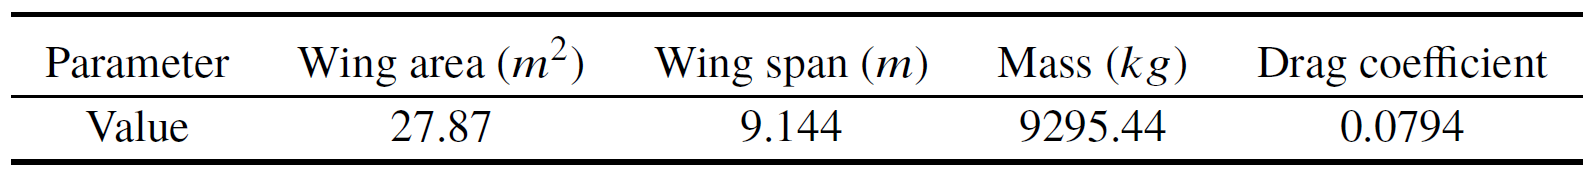 Parameter Wing area (m²) Wing span (m) Mass (kg) Drag coefficient
Value 27.87 9.144 9295.44 0.0794